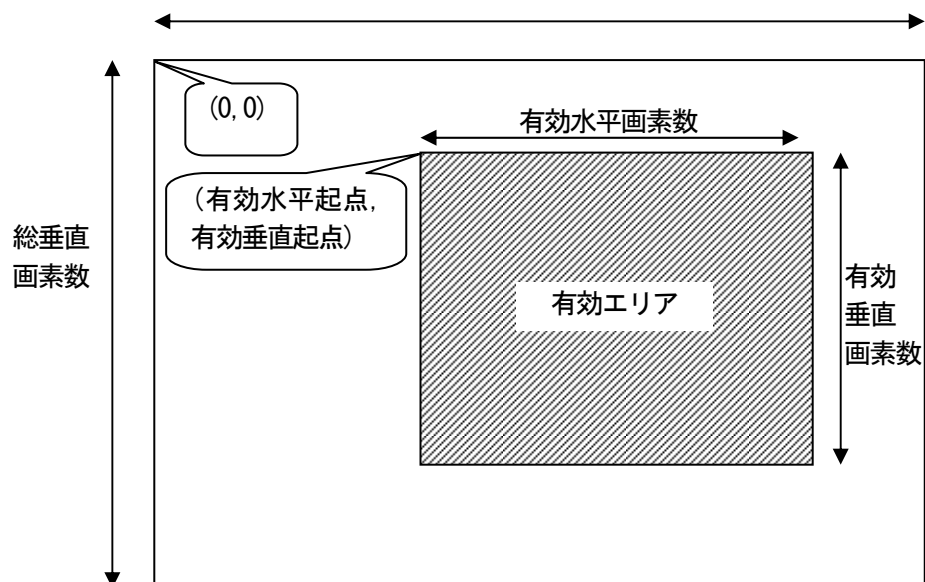 (0,0)
有効水平画素数
(有効水平起点,
有効垂直起点)
総垂直
画素数
有効エリア
有効
垂直
画素数